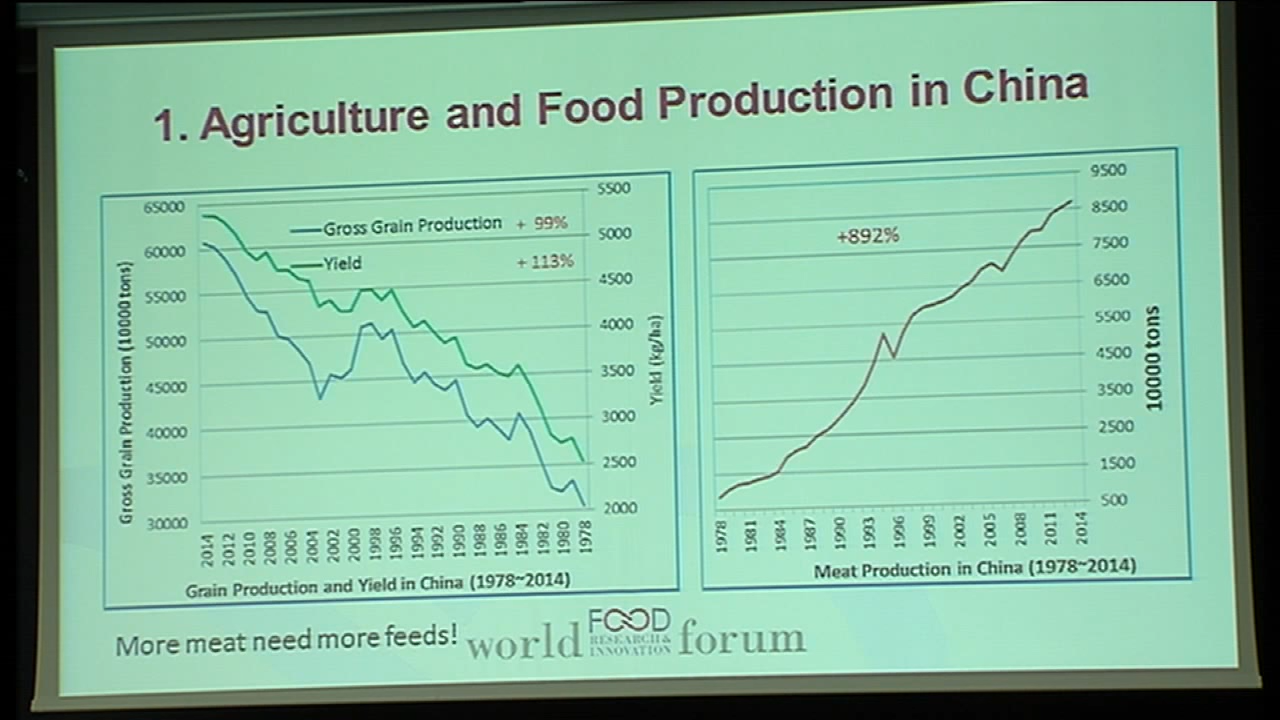 1. Agriculture and Food Production in China
65000
60000
55000
50000
45000
40000
35000
30000
Gross Grain Production (10000 tons)
Gross Grain Production + 99%
Yield + 113%
5500
5000
4500
4000
3500
3000
2500
2000
Yield (kg/ha)
2014 2012 2010 2008 2006 2004 2002 2000 1998 1996 1994 1992 1990 1988 1986 1984 1982 1980 1978
Grain Production and Yield in China (1978~2014)
+892%
9500
8500
7500
6500
5500
4500
3500
2500
1500
500
10000 tons
1978 1981 1984 1987 1990 1993 1996 1999 2002 2005 2008 2011 2014
Meat Production in China (1978~2014)
More meat need more feeds!
world FOOD RESEARCH & INNOVATION forum